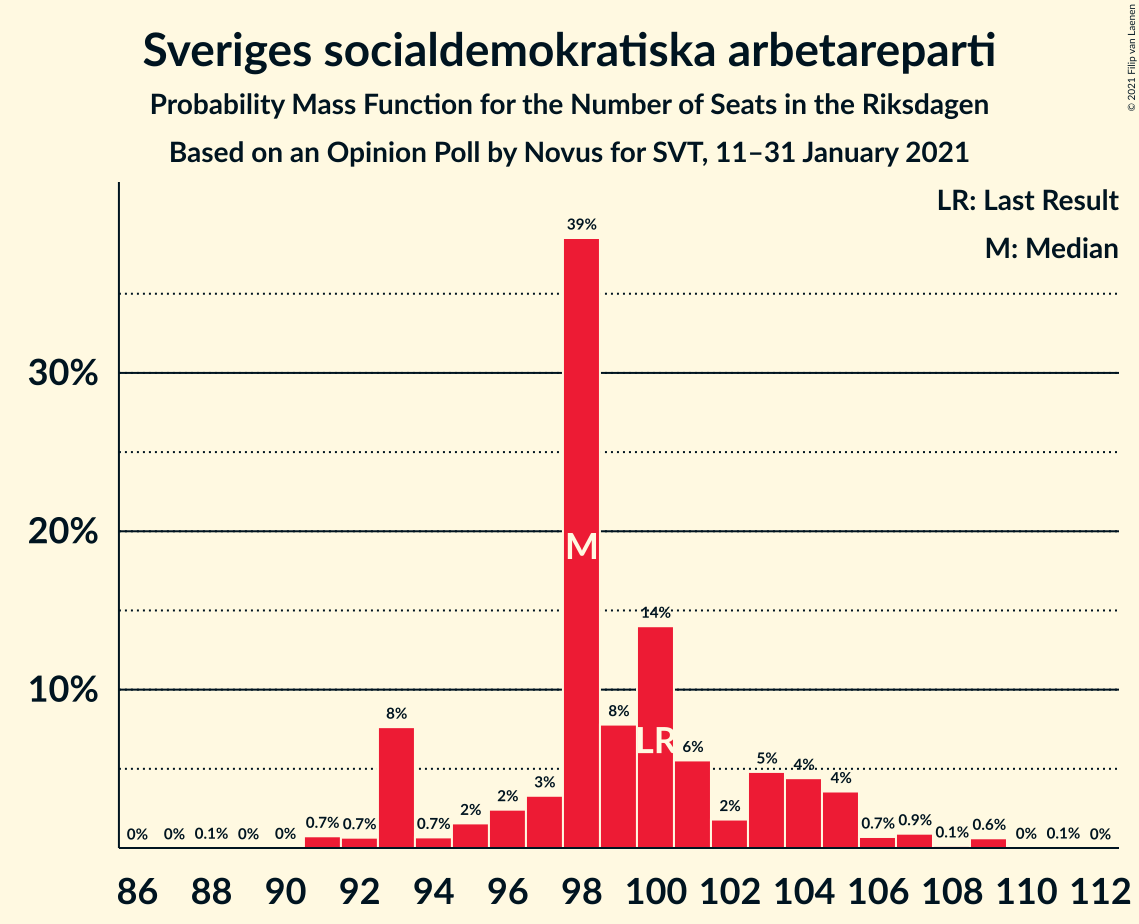 Sveriges socialdemokratiska arbetareparti
Probability Mass Function for the Number of Seats in the Riksdagen
Based on an Opinion Poll by Novus for SVT, 11–31 January 2021
© 2021 Filip van Laenen
LR: Last Result
M: Median
39%
30%
20%
M
14%
10%
8%
8%
LR
6%
5%
4%
4%
0% 0% 0.1% 0% 0% 0.7% 0.7% 0.7% 2% 2% 3% 2% 0.7% 0.9% 0.1% 0.6% 0% 0.1% 0%
86 88 90 92 94 96 98 100 102 104 106 108 110 112